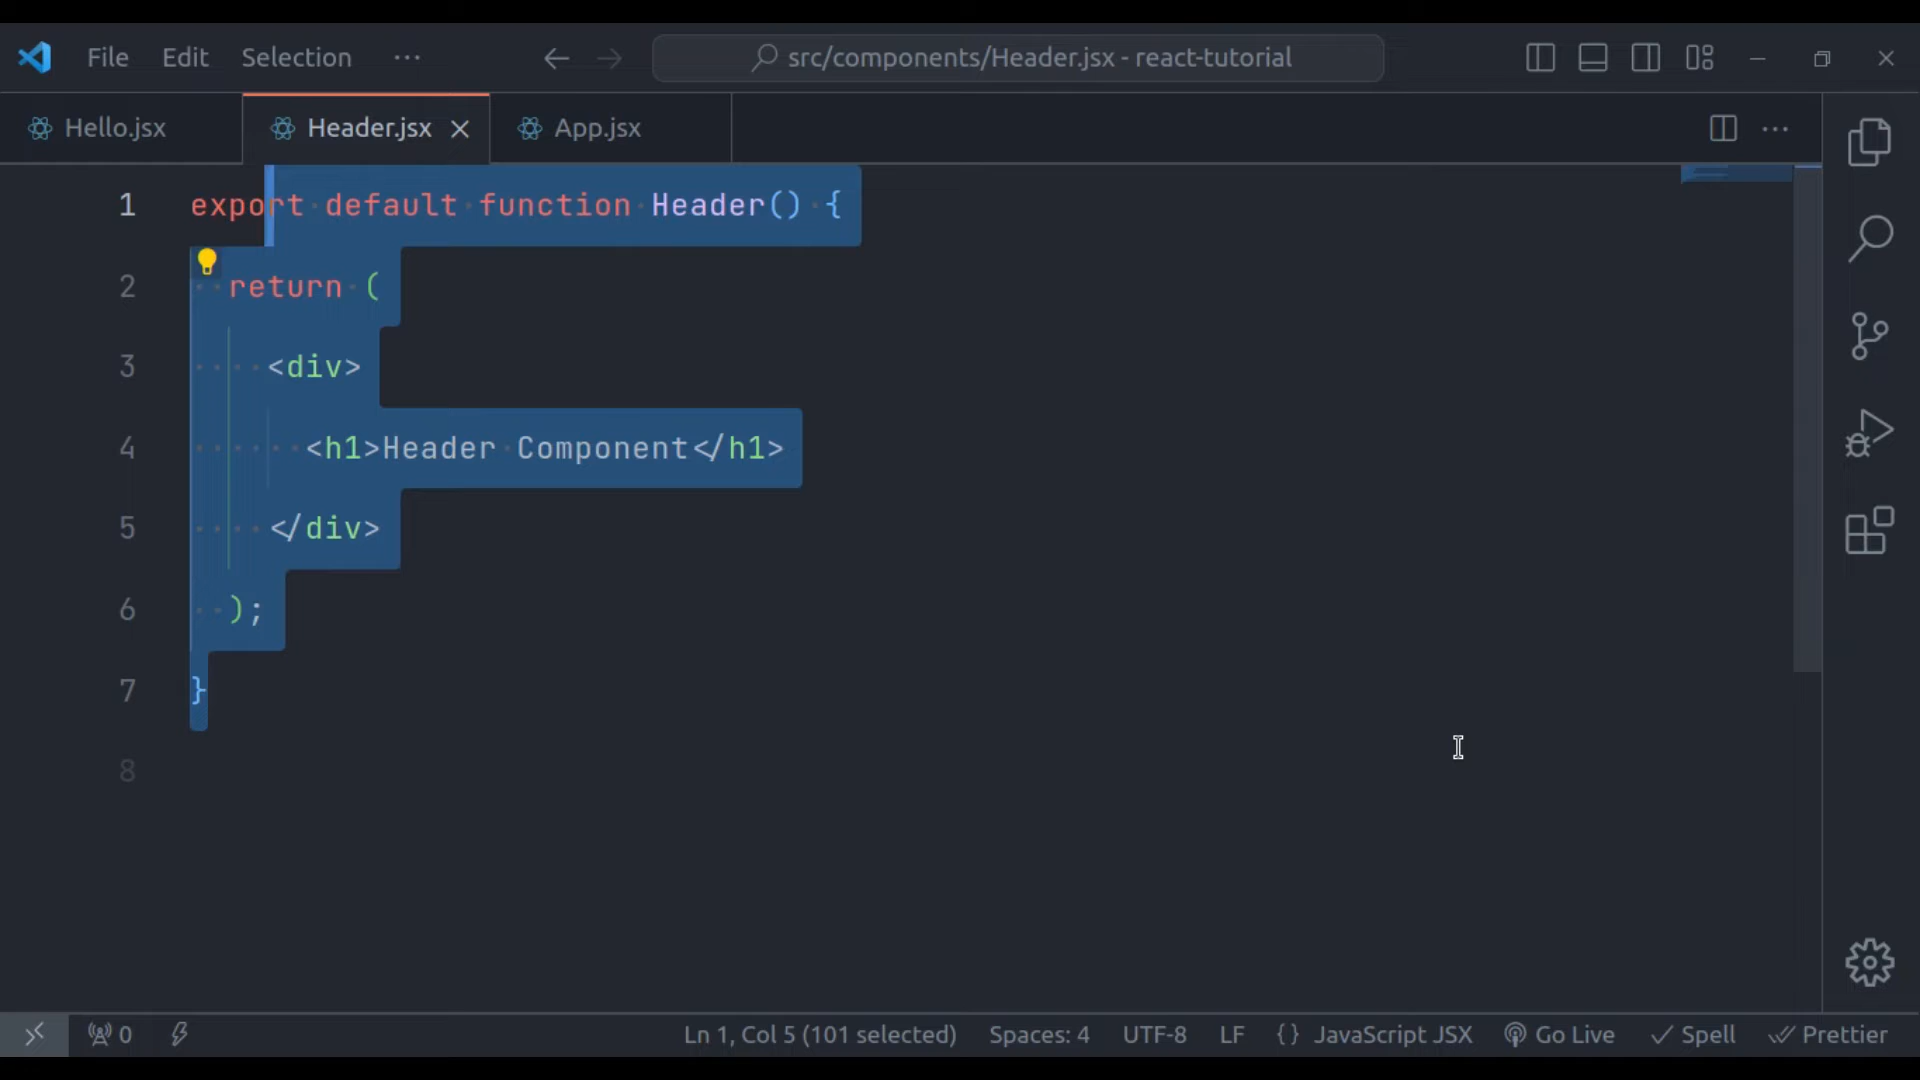 File Edit Selection ··· src/components/Header.jsx - react-tutorial
Hello.jsx Header.jsx App.jsx
1 export default function Header() {
2 return (
3 <div>
4 <h1>Header Component</h1>
5 </div>
6 );
7 }
8
0 Ln 1, Col 5 (101 selected) Spaces: 4 UTF-8 LF {} JavaScript JSX Go Live Spell Prettier